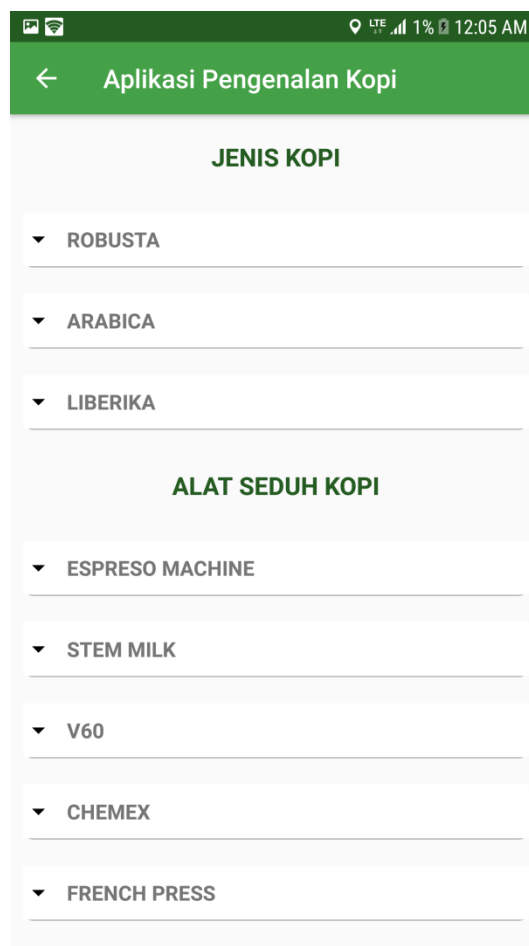 LTE 1% 12:05 AM
Aplikasi Pengenalan Kopi
JENIS KOPI
ROBUSTA
ARABICA
LIBERIKA
ALAT SEDUH KOPI
ESPRESO MACHINE
STEM MILK
V60
CHEMEX
FRENCH PRESS